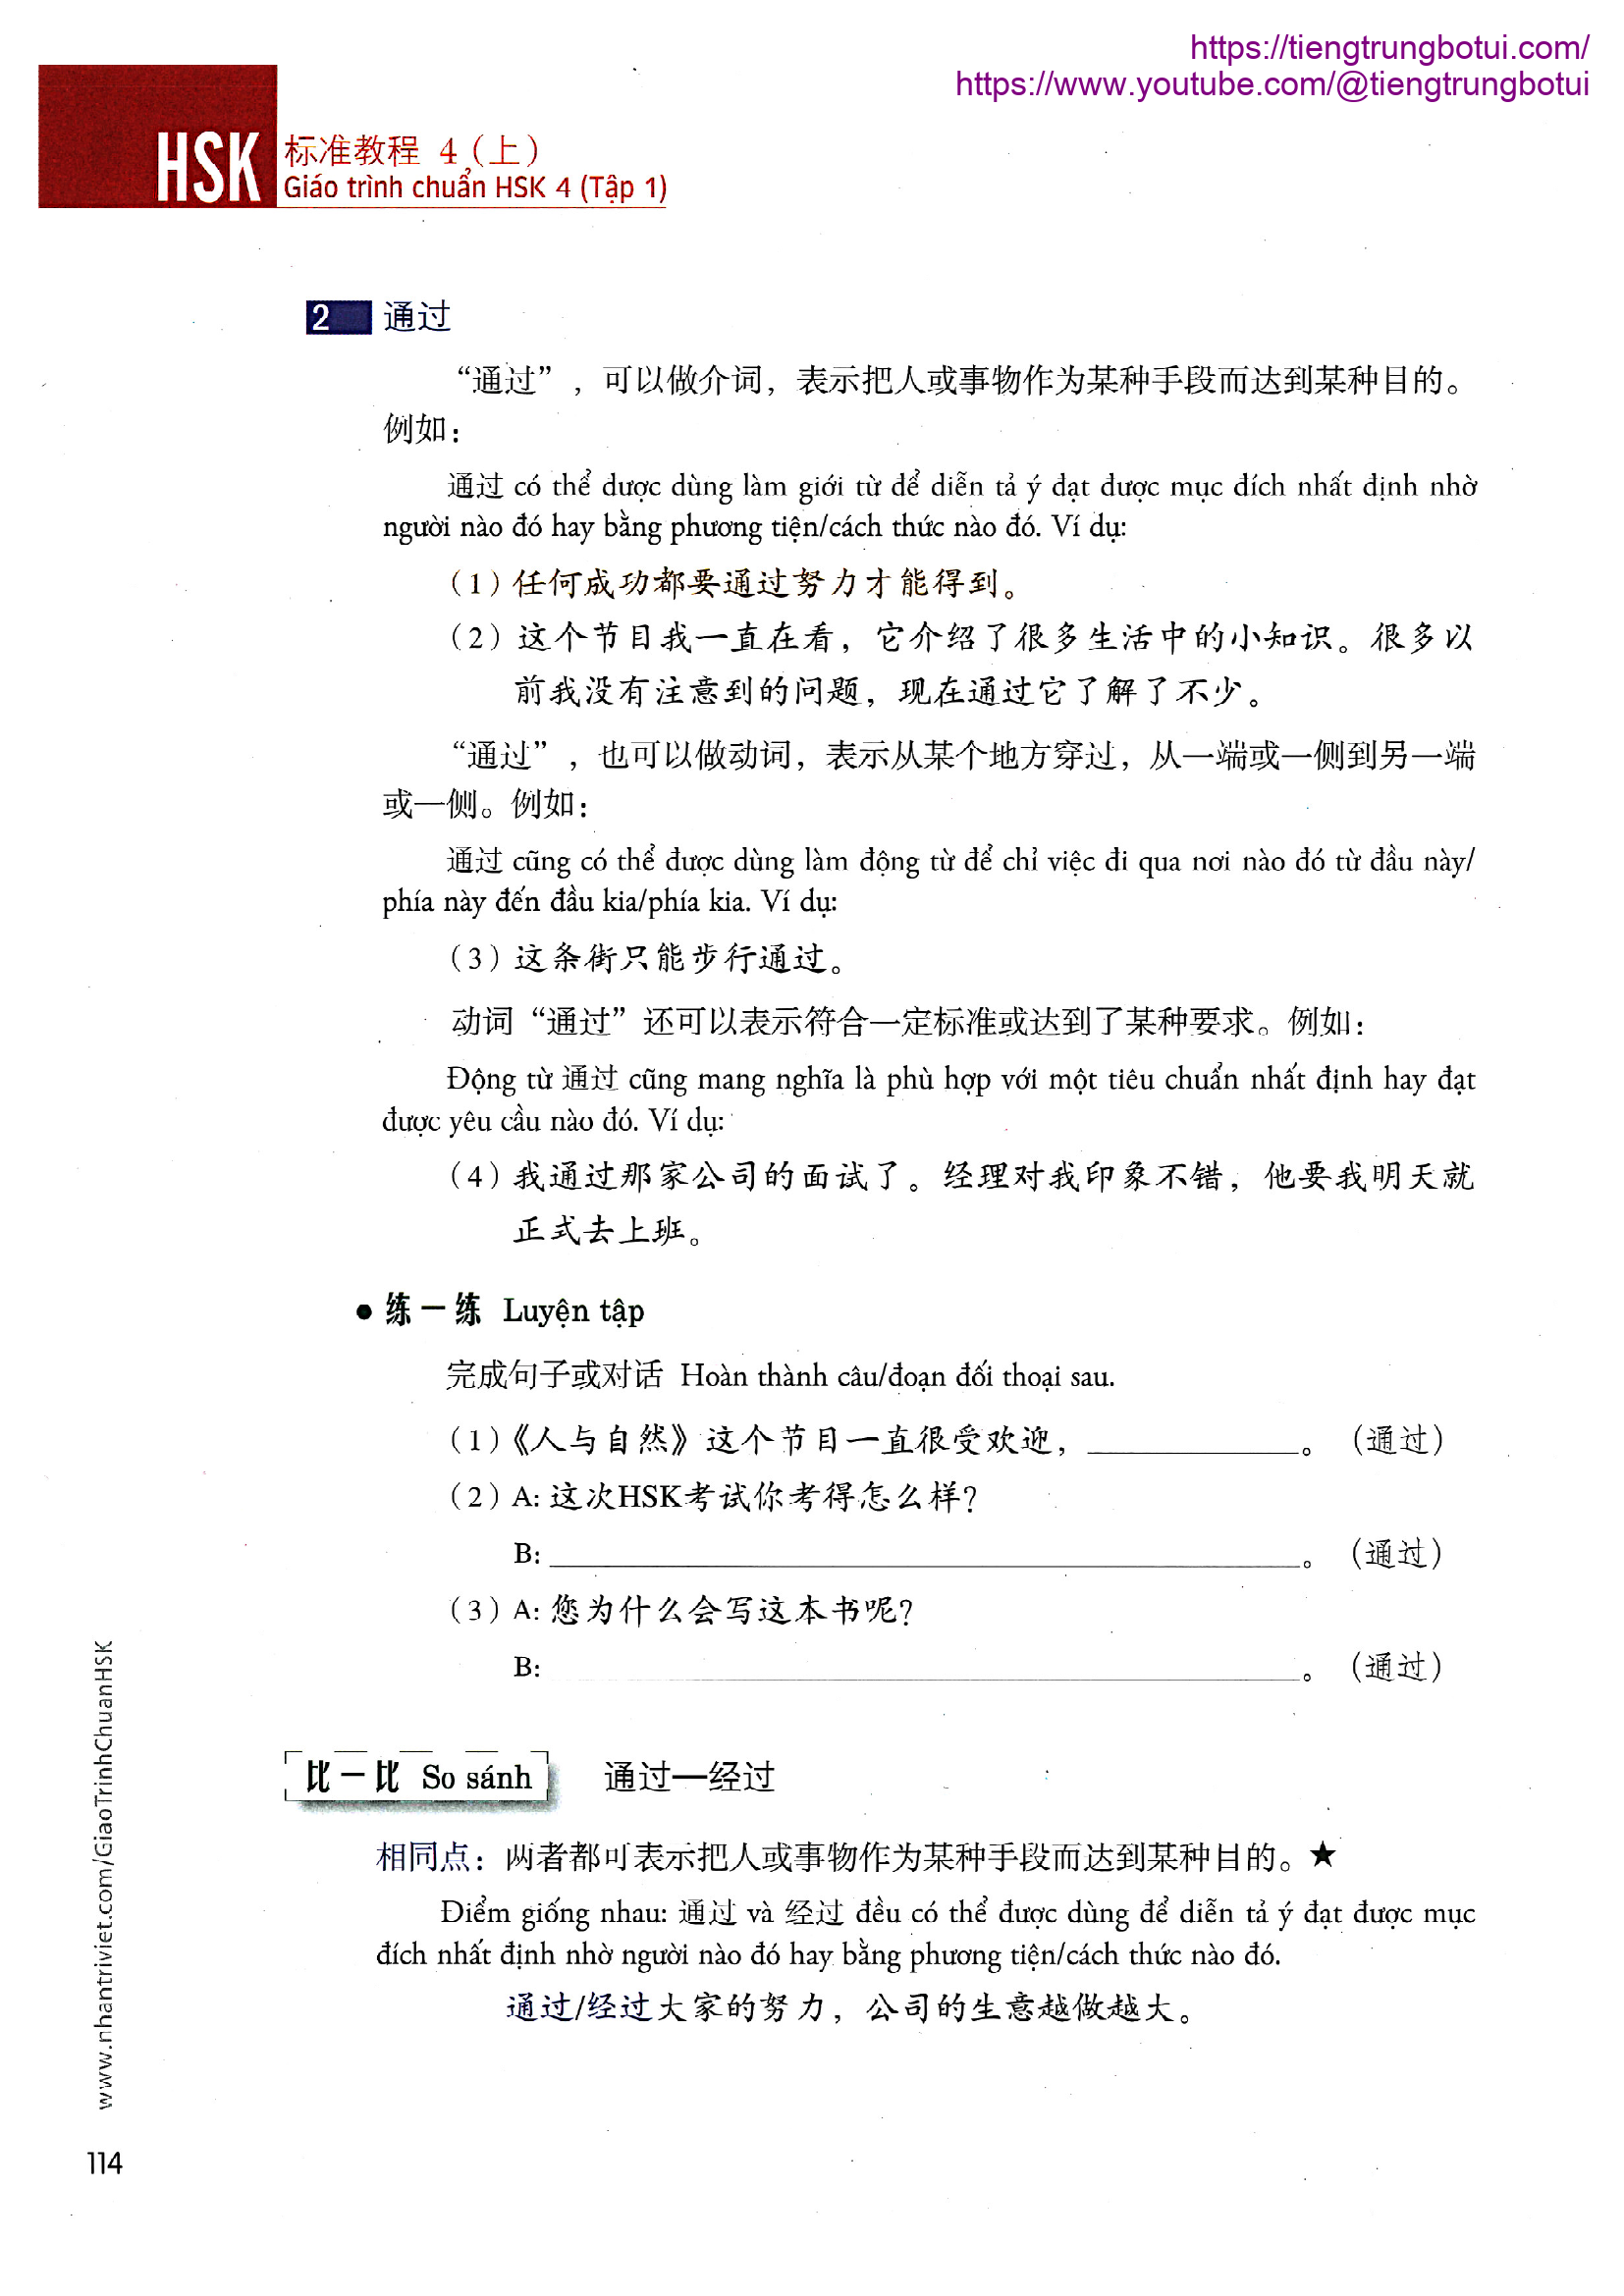 https://tiengtrungbotui.com/
https://www.youtube.com/@tiengtrungbotui
HSK 标准教程 4（上）
Giáo trình chuẩn HSK 4 (Tập 1)
2 通过
“通过”，可以做介词，表示把人或事物作为某种手段而达到某种目的。
例如：
通过 có thể được dùng làm giới từ để diễn tả ý đạt được mục đích nhất định nhờ
người nào đó hay bằng phương tiện/cách thức nào đó. Ví dụ:
（1）任何成功都要通过努力才能得到。
（2）这个节目我一直在看，它介绍了很多生活中的小知识。很多以
前我没有注意到的问题，现在通过它了解了不少。
“通过”，也可以做动词，表示从某个地方穿过，从一端或一侧到另一端
或一侧。例如：
通过 cũng có thể được dùng làm động từ để chỉ việc đi qua nơi nào đó từ đầu này/
phía này đến đầu kia/phía kia. Ví dụ:
（3）这条街只能步行通过。
动词“通过”还可以表示符合一定标准或达到了某种要求。例如：
Động từ 通过 cũng mang nghĩa là phù hợp với một tiêu chuẩn nhất định hay đạt
được yêu cầu nào đó. Ví dụ:
（4）我通过那家公司的面试了。经理对我印象不错，他要我明天就
正式去上班。
● 练一练 Luyện tập
完成句子或对话 Hoàn thành câu/đoạn đối thoại sau.
（1）《人与自然》这个节目一直很受欢迎，____________。（通过）
（2）A: 这次HSK考试你考得怎么样？
B: ____________。（通过）
（3）A: 您为什么会写这本书呢？
B: ____________。（通过）
比一比 So sánh 通过—经过
相同点：两者都可表示把人或事物作为某种手段而达到某种目的。★
Điểm giống nhau: 通过 và 经过 đều có thể được dùng để diễn tả ý đạt được mục
đích nhất định nhờ người nào đó hay bằng phương tiện/cách thức nào đó.
通过/经过大家的努力，公司的生意越做越大。
www.nhantriviet.com/GiaoTrinhChuanHSK
114